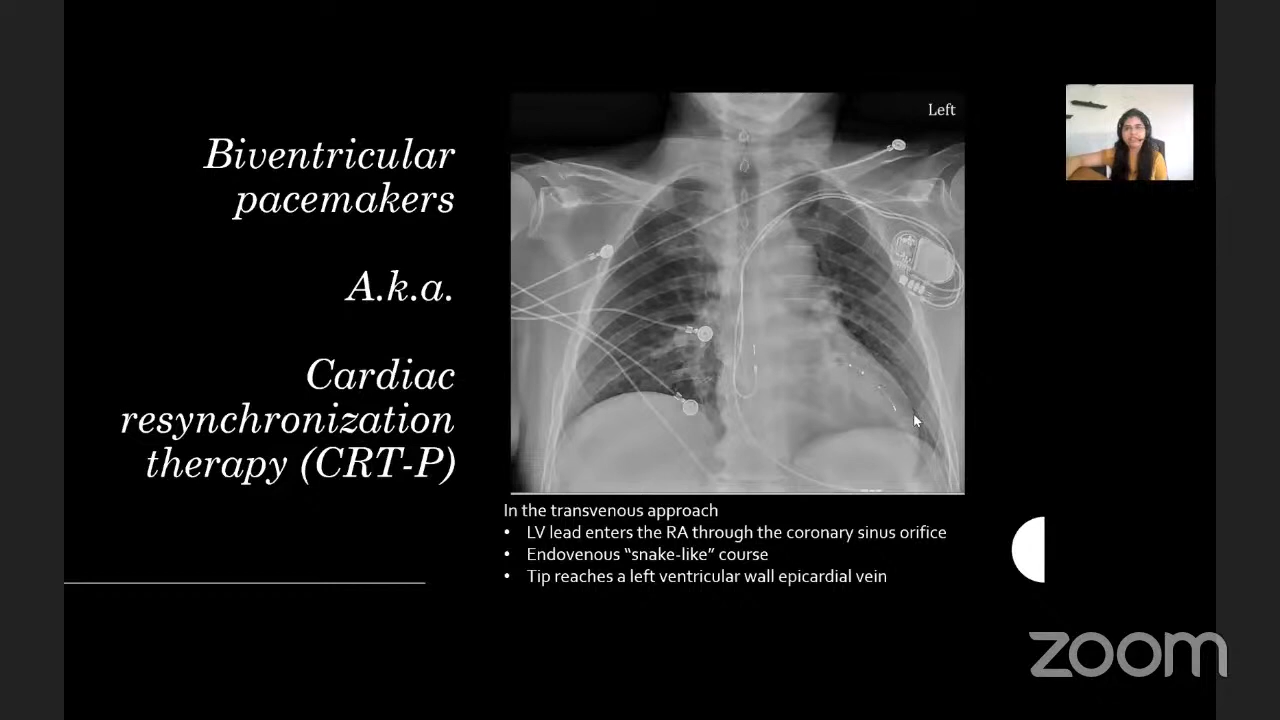 Biventricular
pacemakers
A.k.a.
Cardiac
resynchronization
therapy (CRT-P)
Left
In the transvenous approach
• LV lead enters the RA through the coronary sinus orifice
• Endovenous “snake-like” course
• Tip reaches a left ventricular wall epicardial vein
zoom